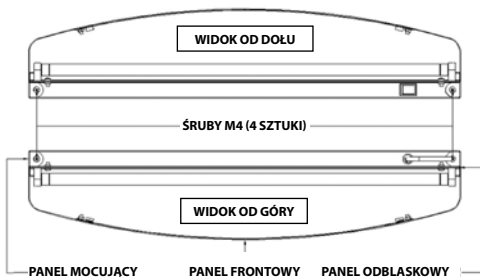 WIDOK OD DOŁU
ŚRUBY M4 (4 SZTUKI)
WIDOK OD GÓRY
PANEL MOCUJĄCY PANEL FRONTOWY PANEL ODBLASKOWY